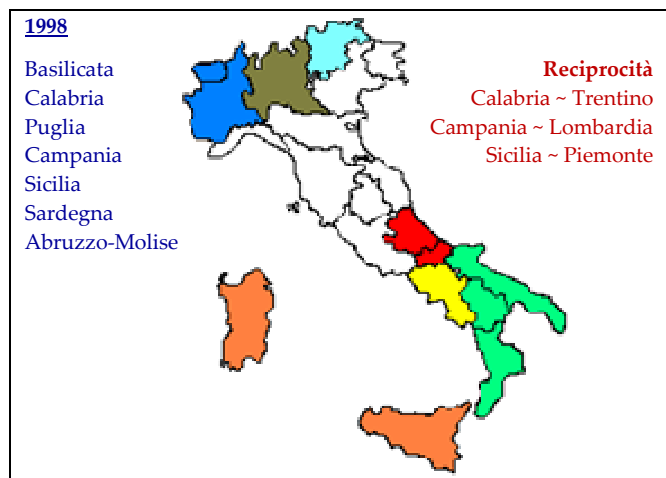 1998
Basilicata
Calabria
Puglia
Campania
Sicilia
Sardegna
Abruzzo-Molise
Reciprocità
Calabria ~ Trentino
Campania ~ Lombardia
Sicilia ~ Piemonte